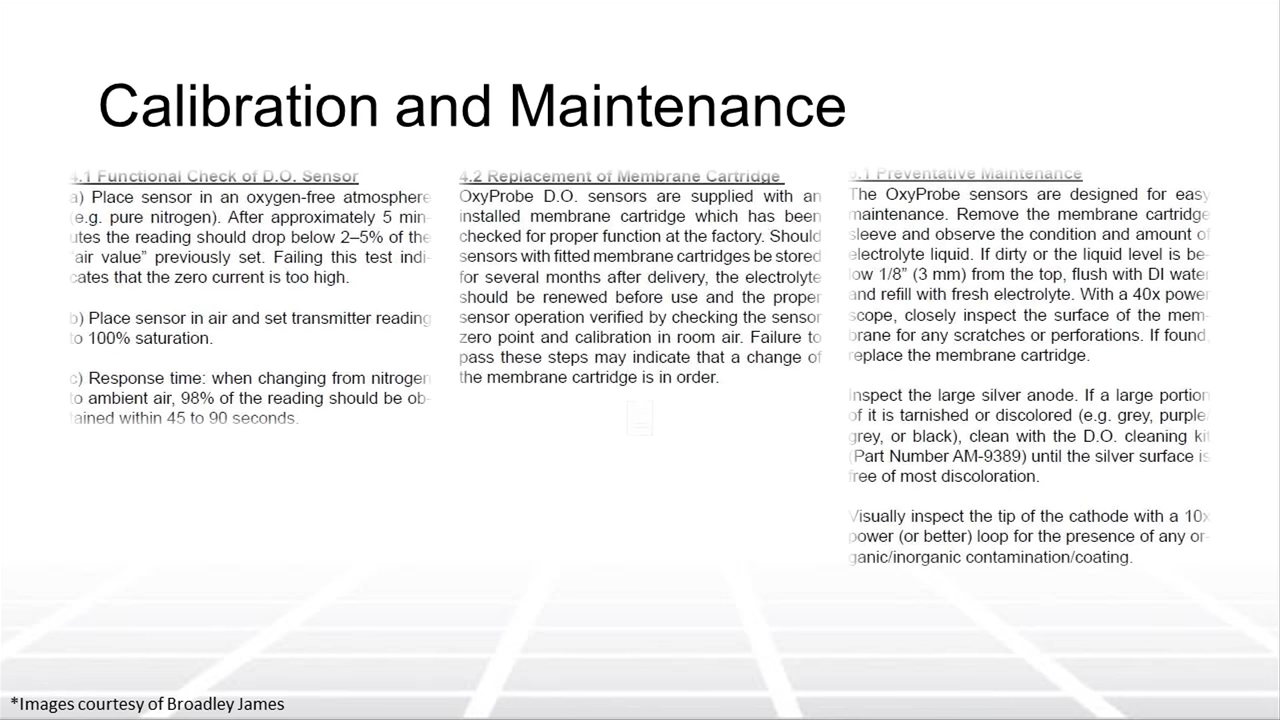 Calibration and Maintenance
4.1 Functional Check of D.O. Sensor
a) Place sensor in an oxygen-free atmosphere
(e.g. pure nitrogen). After approximately 5 min-
utes the reading should drop below 2–5% of the
"air value” previously set. Failing this test indi-
cates that the zero current is too high.
b) Place sensor in air and set transmitter reading
to 100% saturation.
c) Response time: when changing from nitrogen
to ambient air, 98% of the reading should be ob-
tained within 45 to 90 seconds.
4.2 Replacement of Membrane Cartridge
OxyProbe D.O. sensors are supplied with an
installed membrane cartridge which has been
checked for proper function at the factory. Should
sensors with fitted membrane cartridges be stored
for several months after delivery, the electrolyte
should be renewed before use and the proper
sensor operation verified by checking the sensor
zero point and calibration in room air. Failure to
pass these steps may indicate that a change of
the membrane cartridge is in order.
5.1 Preventative Maintenance
The OxyProbe sensors are designed for easy
maintenance. Remove the membrane cartridge
sleeve and observe the condition and amount of
electrolyte liquid. If dirty or the liquid level is be-
low 1/8” (3 mm) from the top, flush with DI water
and refill with fresh electrolyte. With a 40x power
scope, closely inspect the surface of the mem-
brane for any scratches or perforations. If found,
replace the membrane cartridge.
Inspect the large silver anode. If a large portion
of it is tarnished or discolored (e.g. grey, purple/
grey, or black), clean with the D.O. cleaning kit
(Part Number AM-9389) until the silver surface is
free of most discoloration.
Visually inspect the tip of the cathode with a 10x
power (or better) loop for the presence of any or-
ganic/inorganic contamination/coating.
*Images courtesy of Broadley James